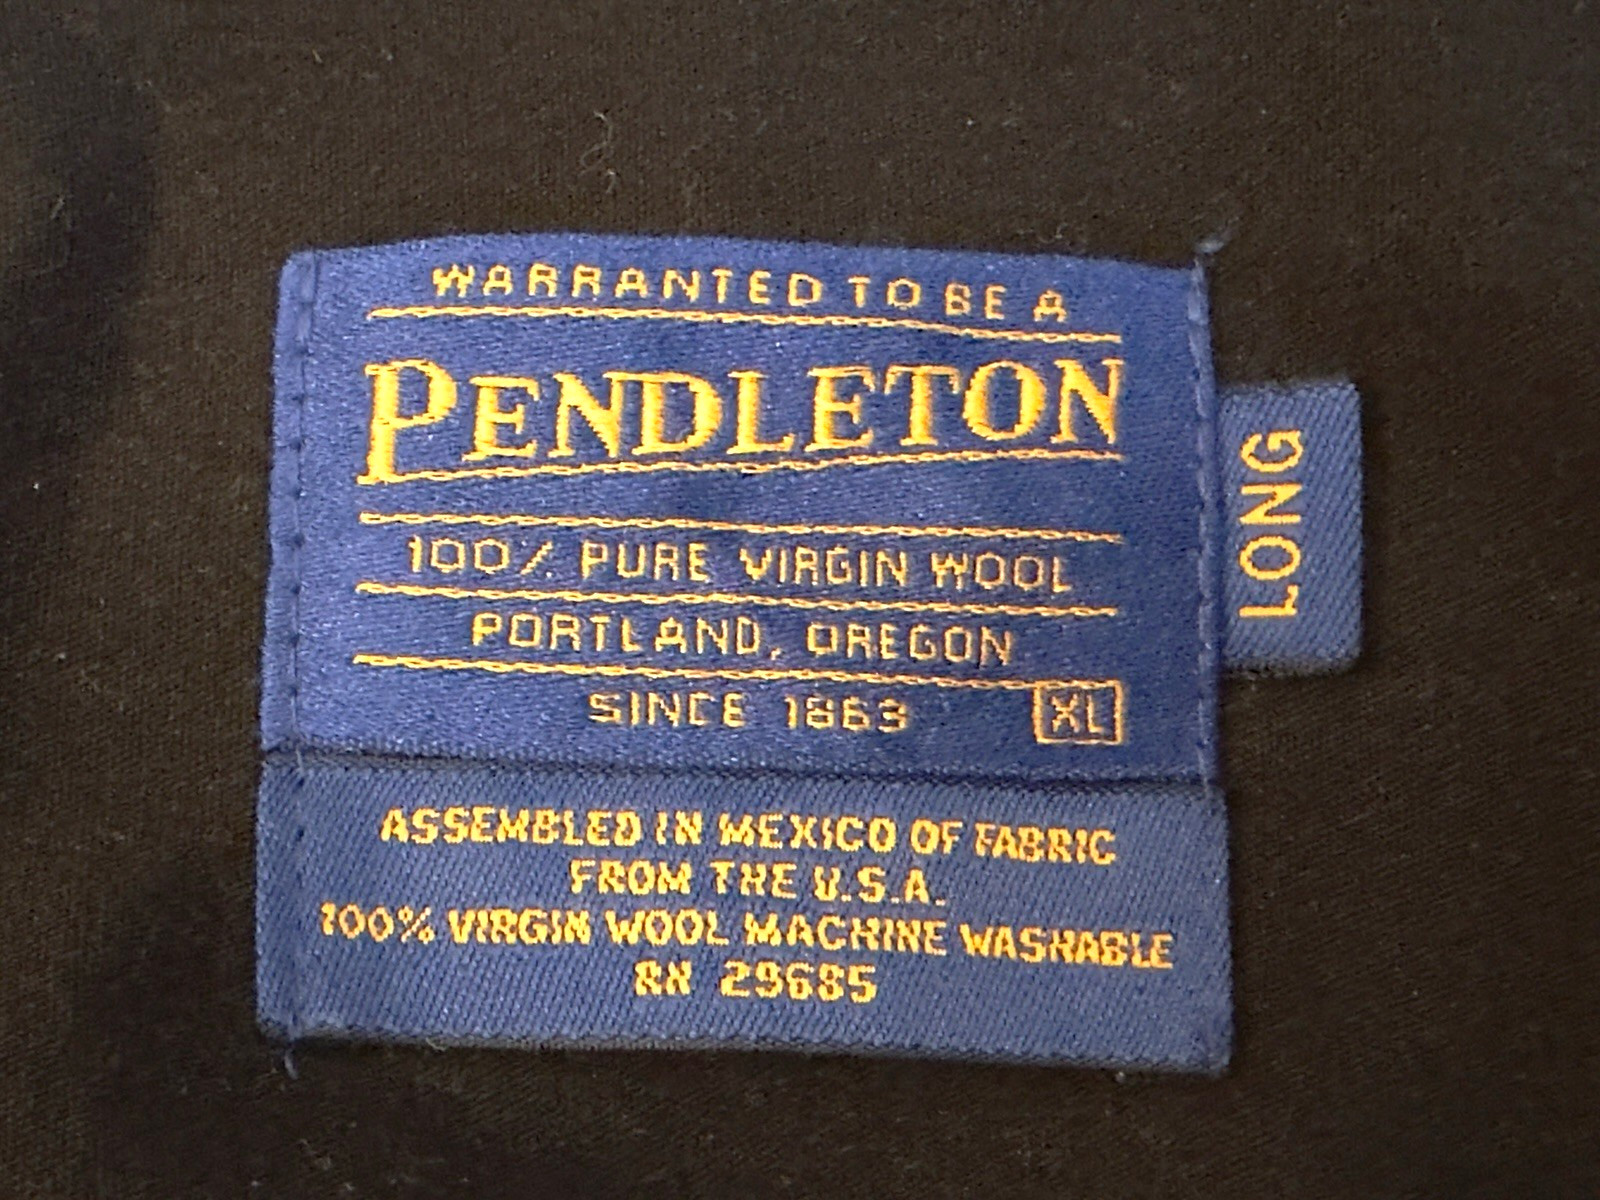 WARRANTED TO BE A
PENDLETON
100% PURE VIRGIN WOOL
PORTLAND, OREGON
SINCE 1863 XL
LONG
ASSEMBLED IN MEXICO OF FABRIC
FROM THE U.S.A.
100% VIRGIN WOOL MACHINE WASHABLE
RN 29685